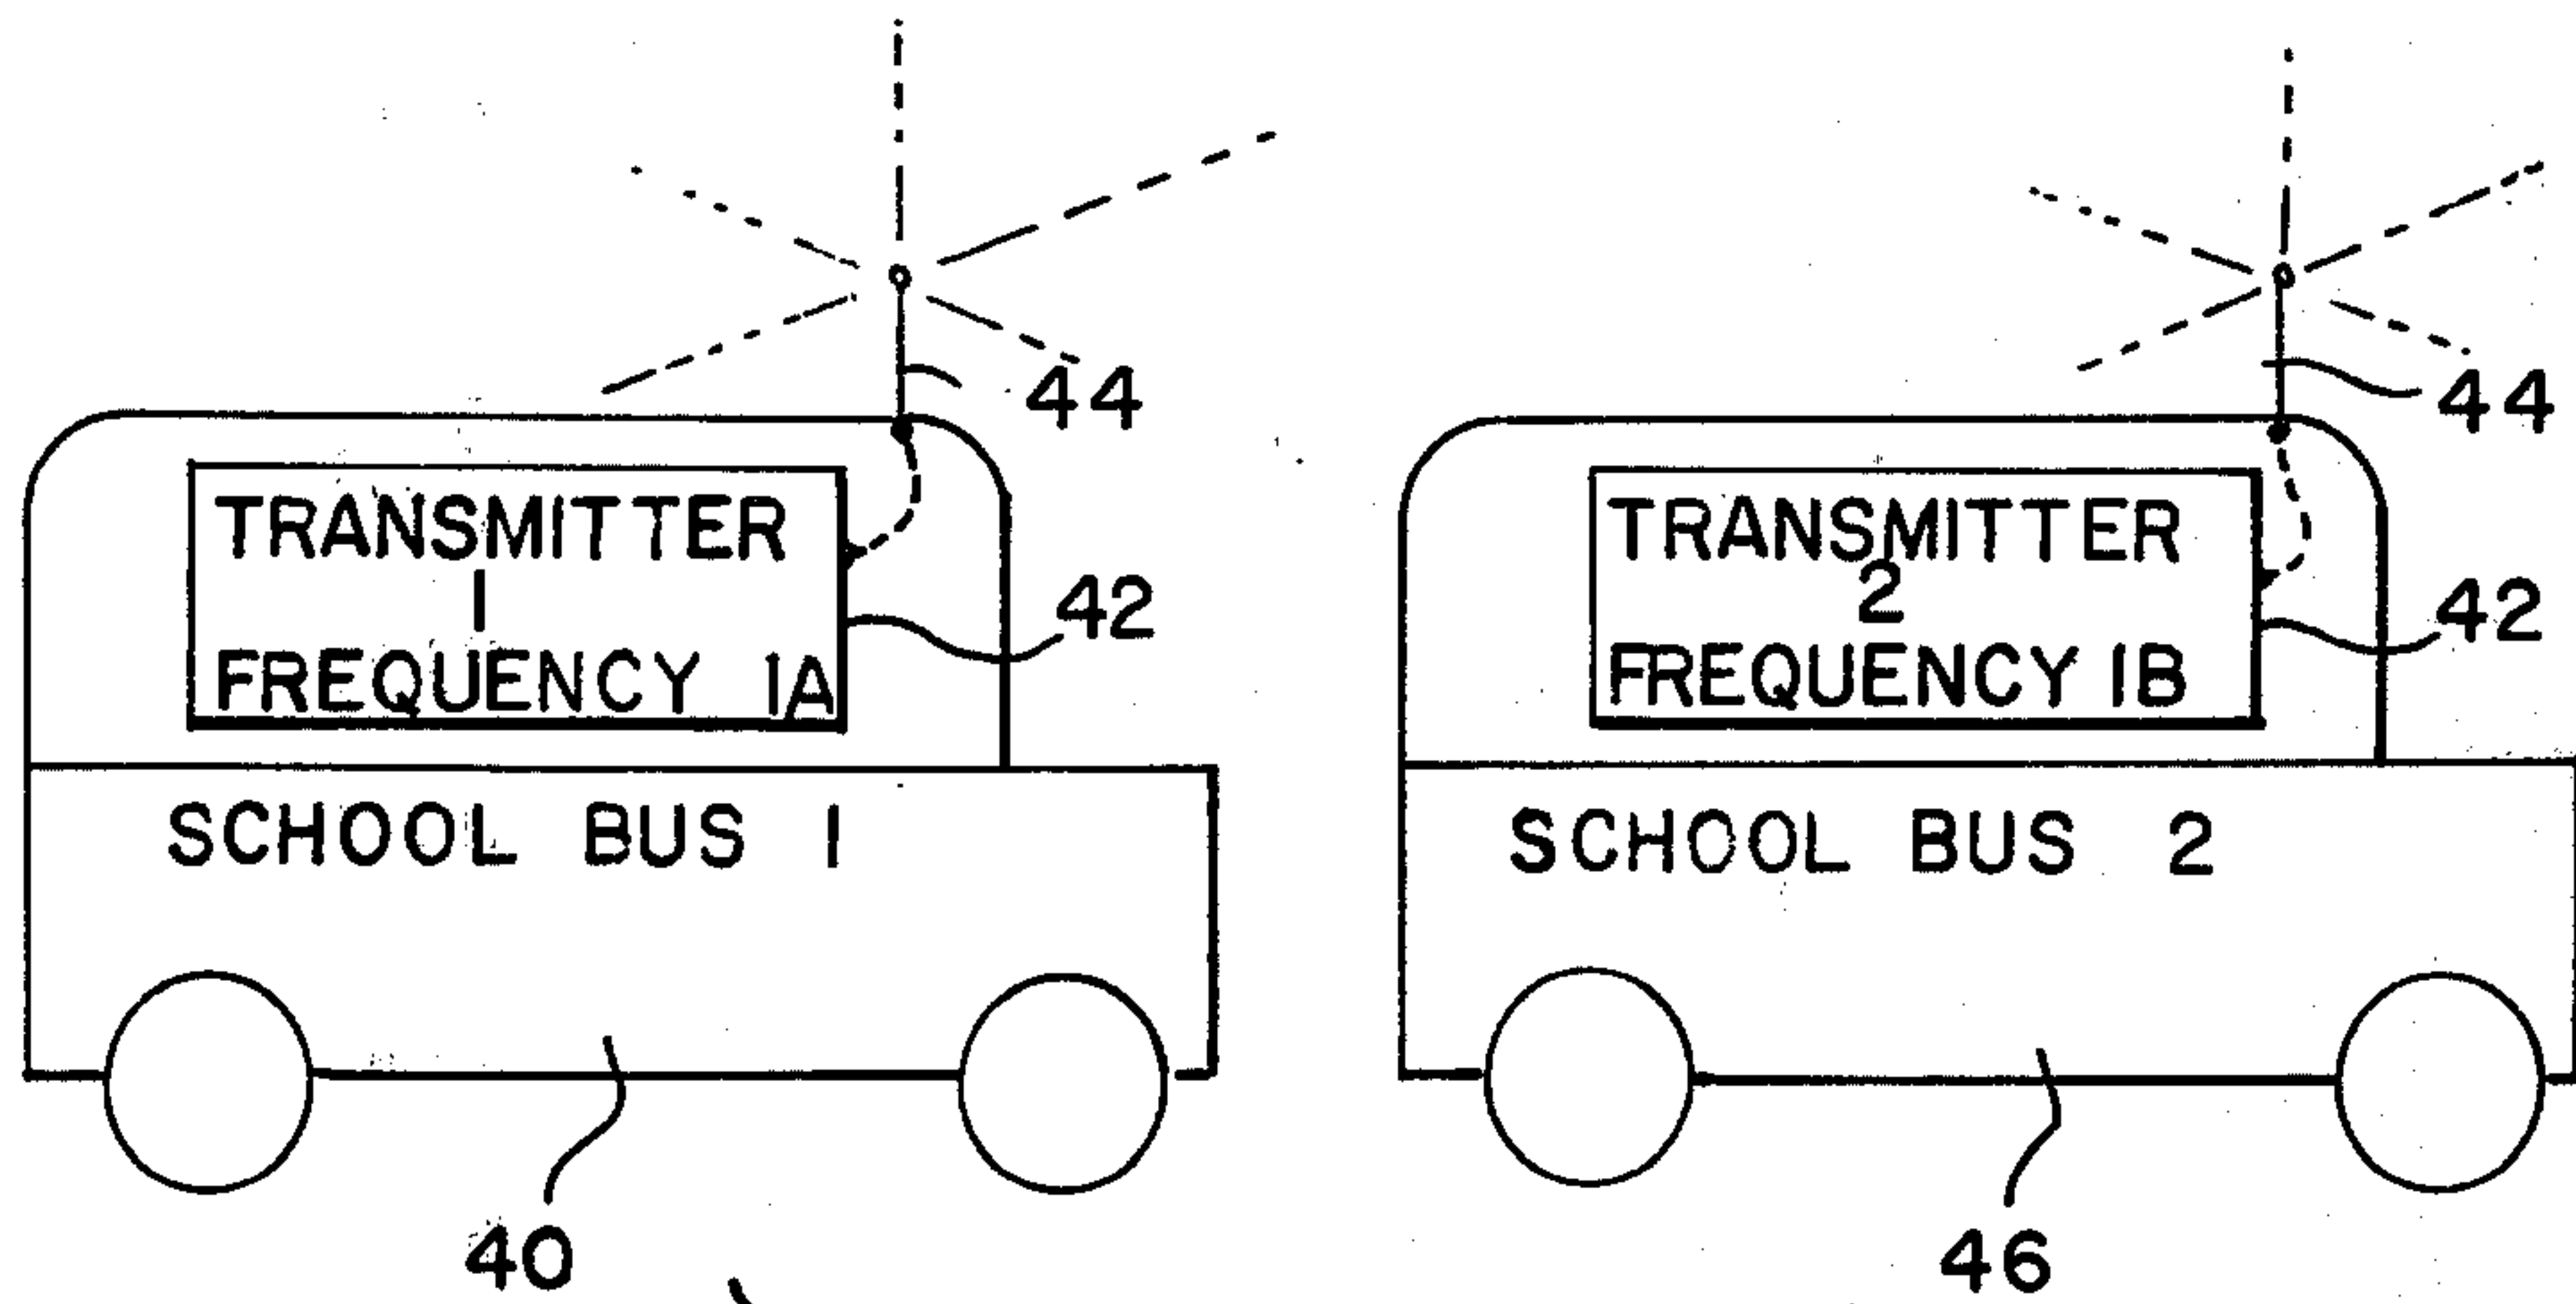 44
TRANSMITTER
1
FREQUENCY 1A
42
SCHOOL BUS 1
40
44
TRANSMITTER
2
FREQUENCY 1B
42
SCHOOL BUS 2
46